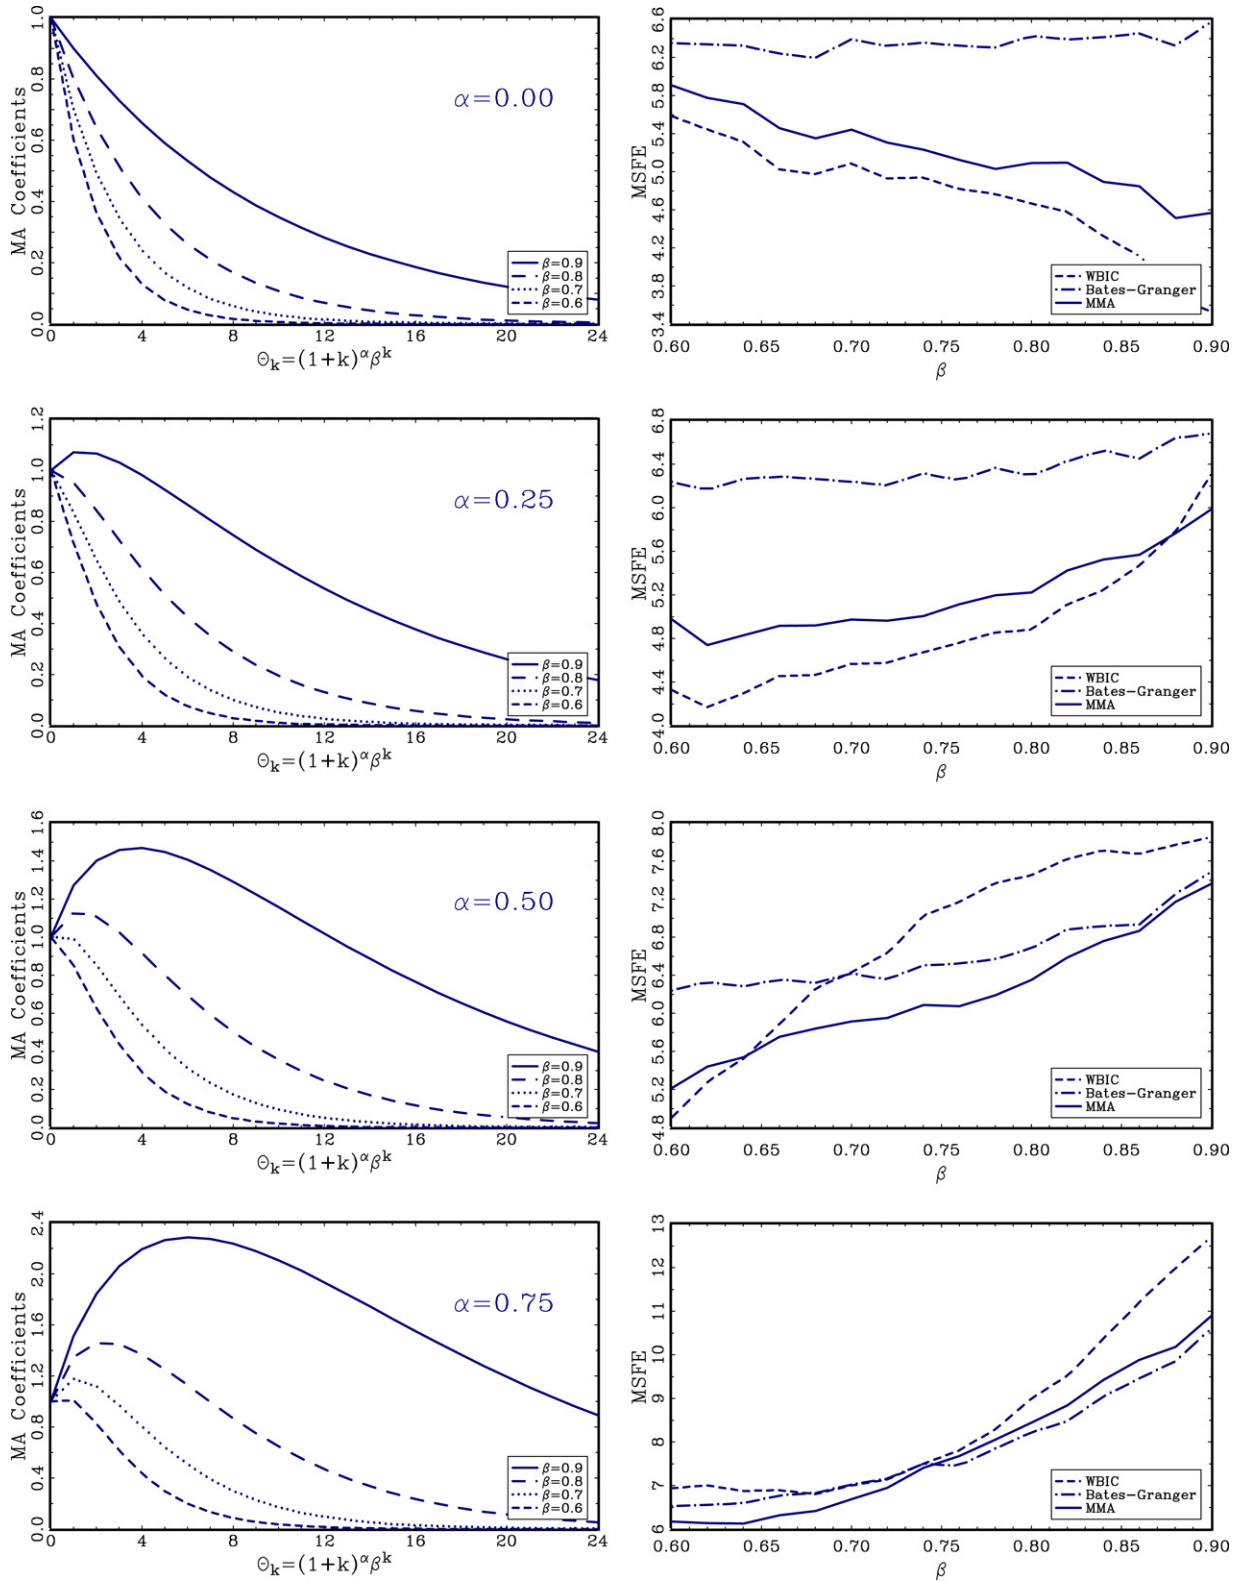 MA Coefficients
0.0 0.2 0.4 0.6 0.8 1.0
α=0.00
β=0.9
β=0.8
β=0.7
β=0.6
0 4 8 12 16 20 24
Θk=(1+k)^αβ^k
MSFE
3.4 3.8 4.2 4.6 5.0 5.4 5.8 6.2 6.6
WBIC
Bates-Granger
MMA
0.60 0.65 0.70 0.75 0.80 0.85 0.90
β
MA Coefficients
0.0 0.2 0.4 0.6 0.8 1.0 1.2
α=0.25
β=0.9
β=0.8
β=0.7
β=0.6
0 4 8 12 16 20 24
Θk=(1+k)^αβ^k
MSFE
4.0 4.4 4.8 5.2 5.6 6.0 6.4 6.8
WBIC
Bates-Granger
MMA
0.60 0.65 0.70 0.75 0.80 0.85 0.90
β
MA Coefficients
0.0 0.2 0.4 0.6 0.8 1.0 1.2 1.4 1.6
α=0.50
β=0.9
β=0.8
β=0.7
β=0.6
0 4 8 12 16 20 24
Θk=(1+k)^αβ^k
MSFE
4.8 5.2 5.6 6.0 6.4 6.8 7.2 7.6 8.0
WBIC
Bates-Granger
MMA
0.60 0.65 0.70 0.75 0.80 0.85 0.90
β
MA Coefficients
0.0 0.4 0.8 1.2 1.6 2.0 2.4
α=0.75
β=0.9
β=0.8
β=0.7
β=0.6
0 4 8 12 16 20 24
Θk=(1+k)^αβ^k
MSFE
6 7 8 9 10 11 12 13
WBIC
Bates-Granger
MMA
0.60 0.65 0.70 0.75 0.80 0.85 0.90
β